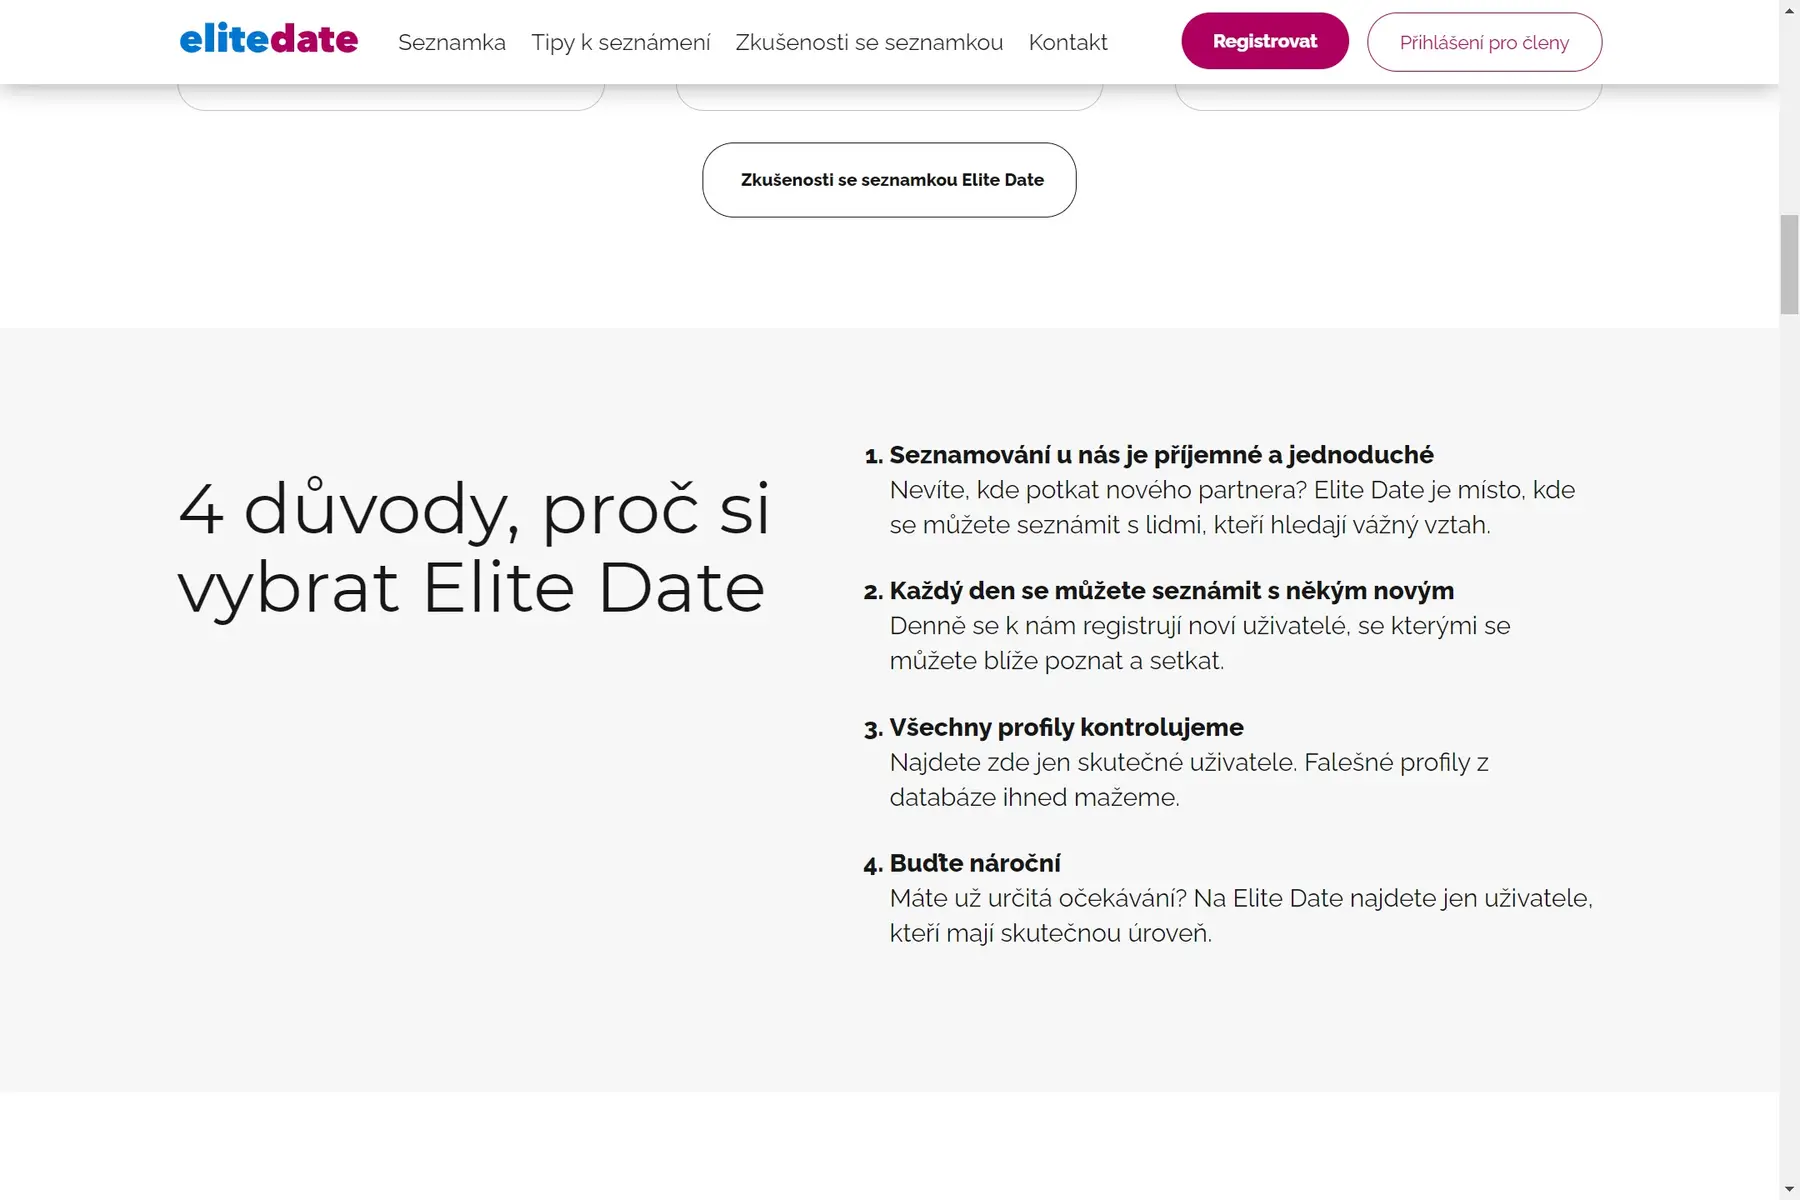 elitedate Seznamka Tipy k seznámení Zkušenosti se seznamkou Kontakt Registrovat Přihlášení pro členy
Zkušenosti se seznamkou Elite Date
4 důvody, proč si
vybrat Elite Date
1. Seznamování u nás je příjemné a jednoduché
Nevíte, kde potkat nového partnera? Elite Date je místo, kde
se můžete seznámit s lidmi, kteří hledají vážný vztah.
2. Každý den se můžete seznámit s někým novým
Denně se k nám registrují noví uživatelé, se kterými se
můžete blíže poznat a setkat.
3. Všechny profily kontrolujeme
Najdete zde jen skutečné uživatele. Falešné profily z
databáze ihned mažeme.
4. Buďte nároční
Máte už určitá očekávání? Na Elite Date najdete jen uživatele,
kteří mají skutečnou úroveň.